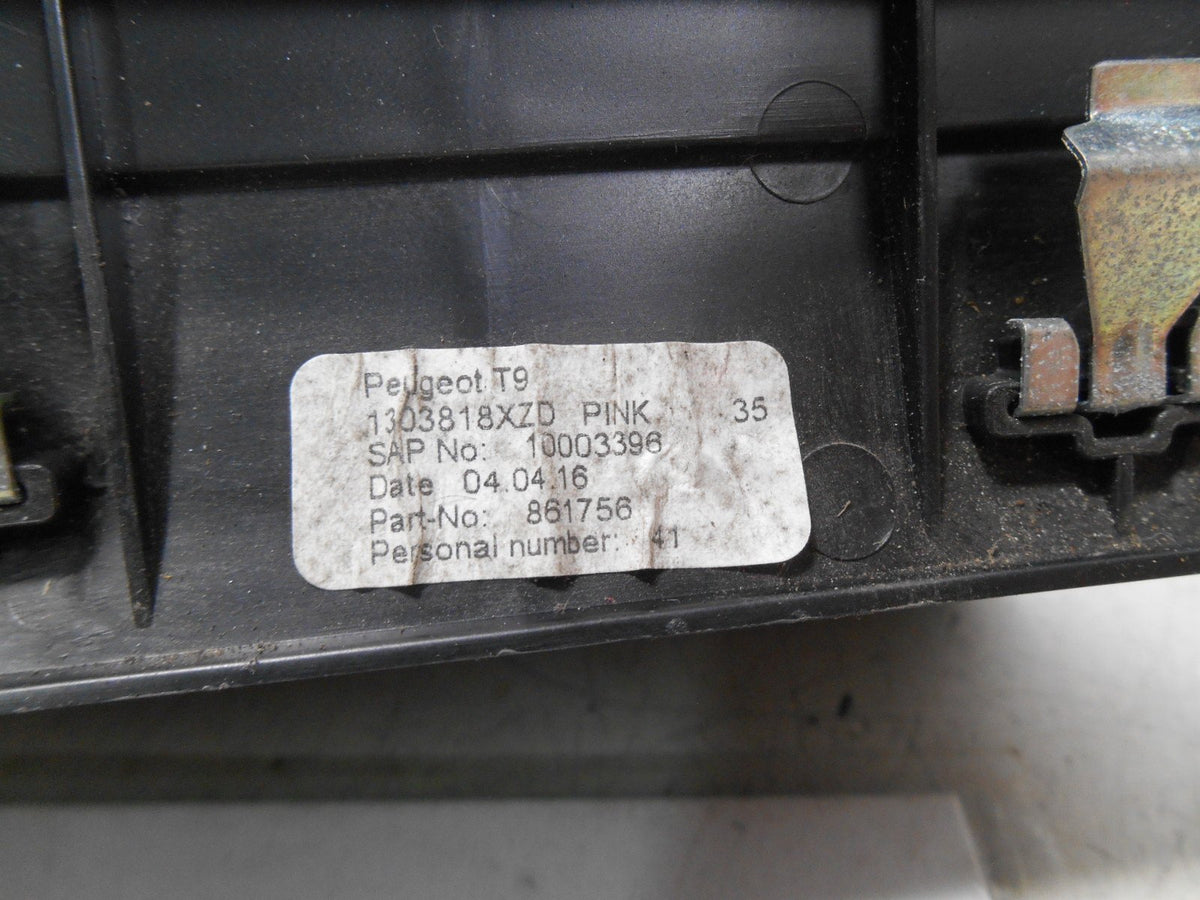 Peugeot T9
1303818XZD PINK 35
SAP No: 10003396
Date 04.04.16
Part-No: 861756
Personal number: 41